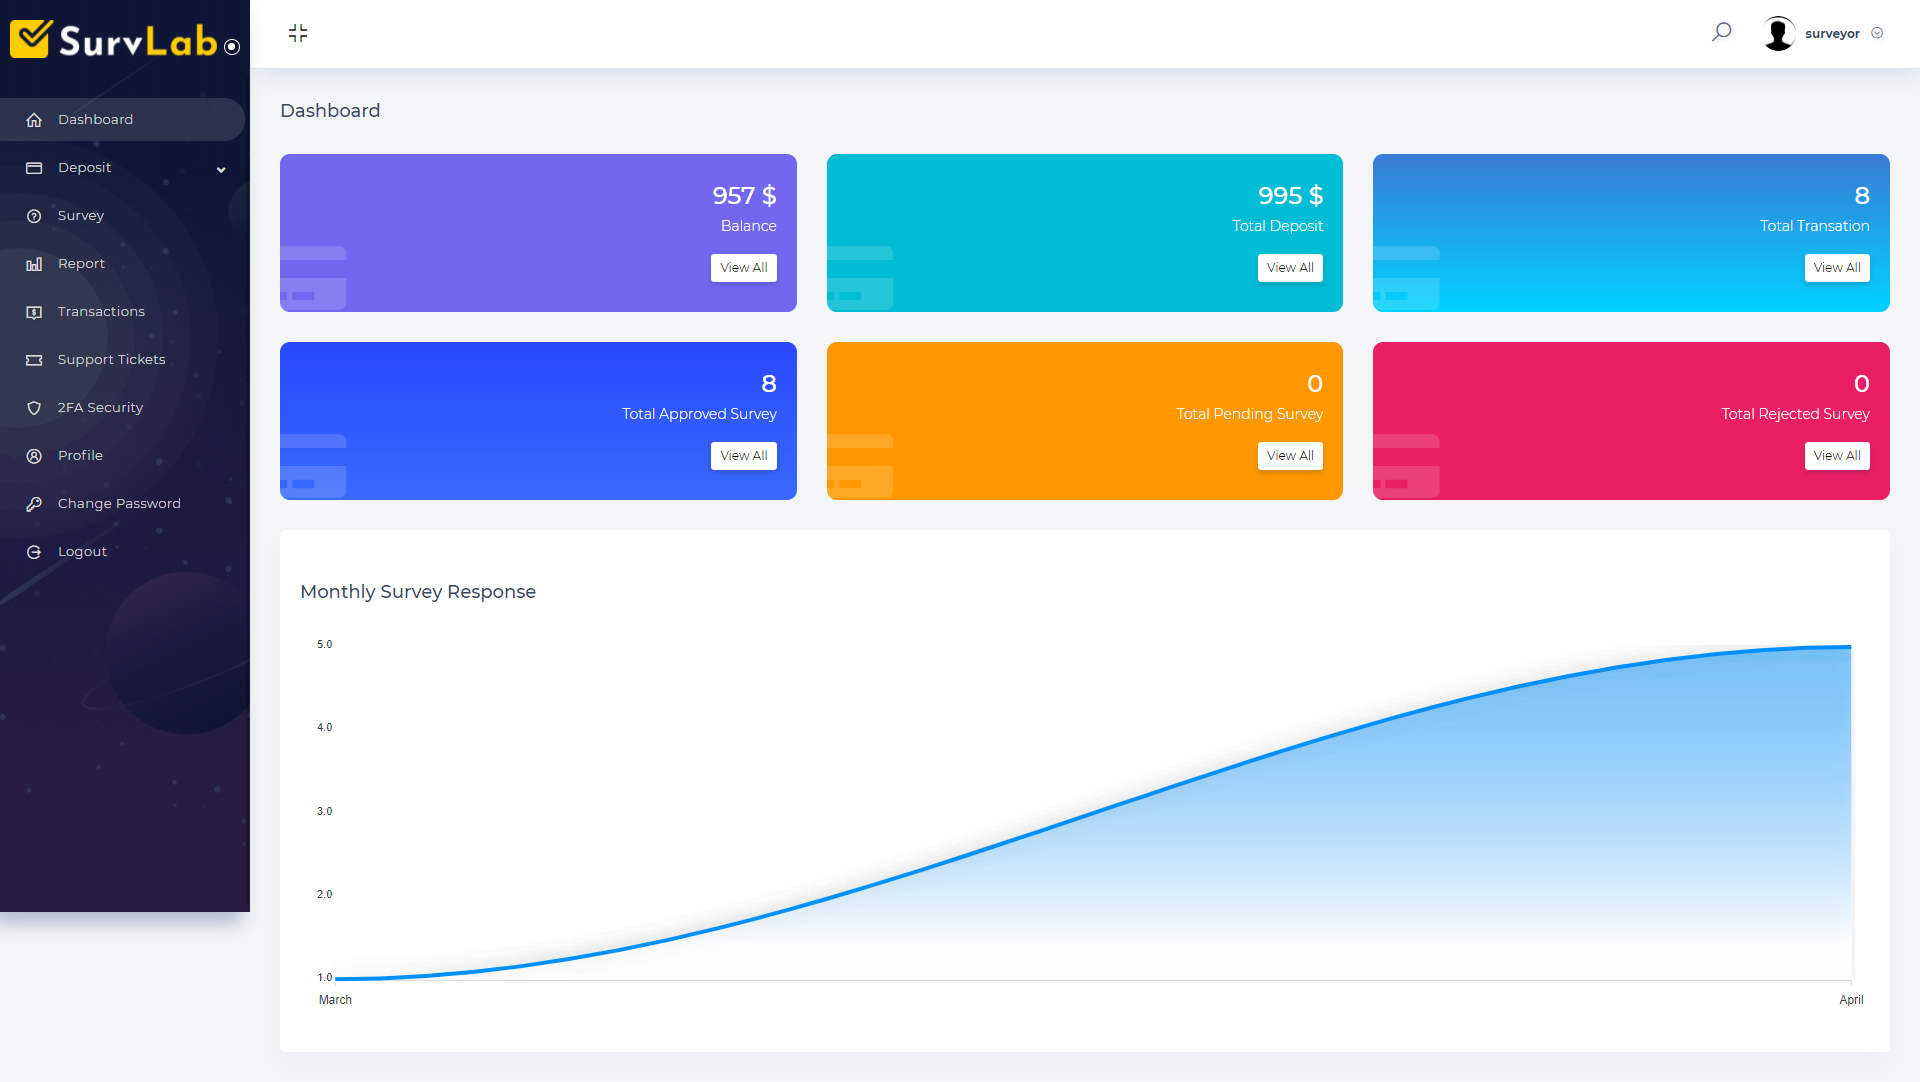 SurvLab
surveyor
Dashboard
Deposit
Survey
Report
Transactions
Support Tickets
2FA Security
Profile
Change Password
Logout
Dashboard
957 $
Balance
View All
995 $
Total Deposit
View All
8
Total Transation
View All
8
Total Approved Survey
View All
0
Total Pending Survey
View All
0
Total Rejected Survey
View All
Monthly Survey Response
5.0
4.0
3.0
2.0
1.0
March
April